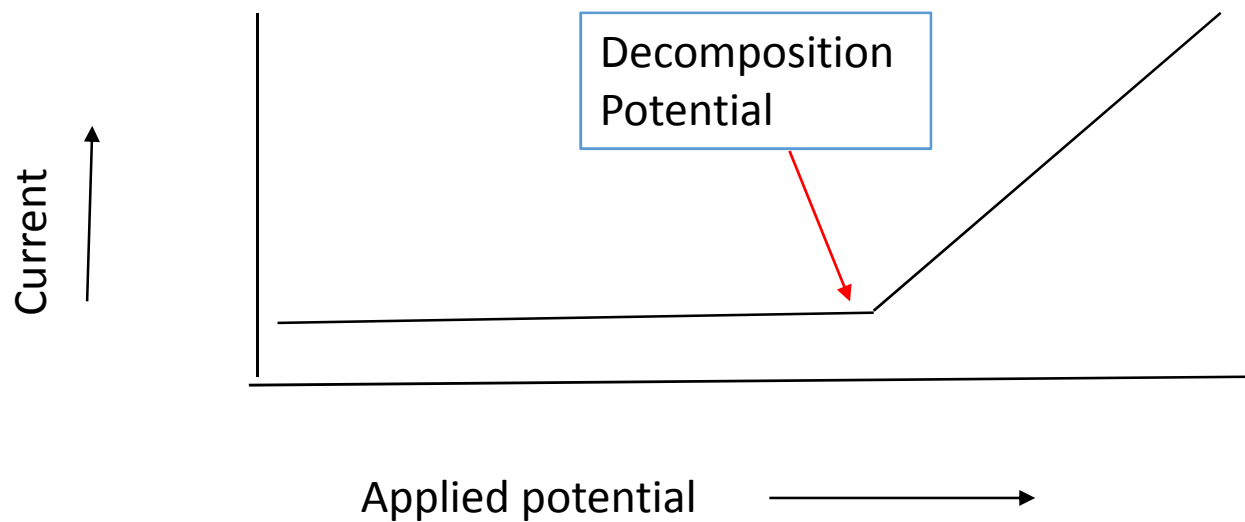 Decomposition
Potential
Current
Applied potential